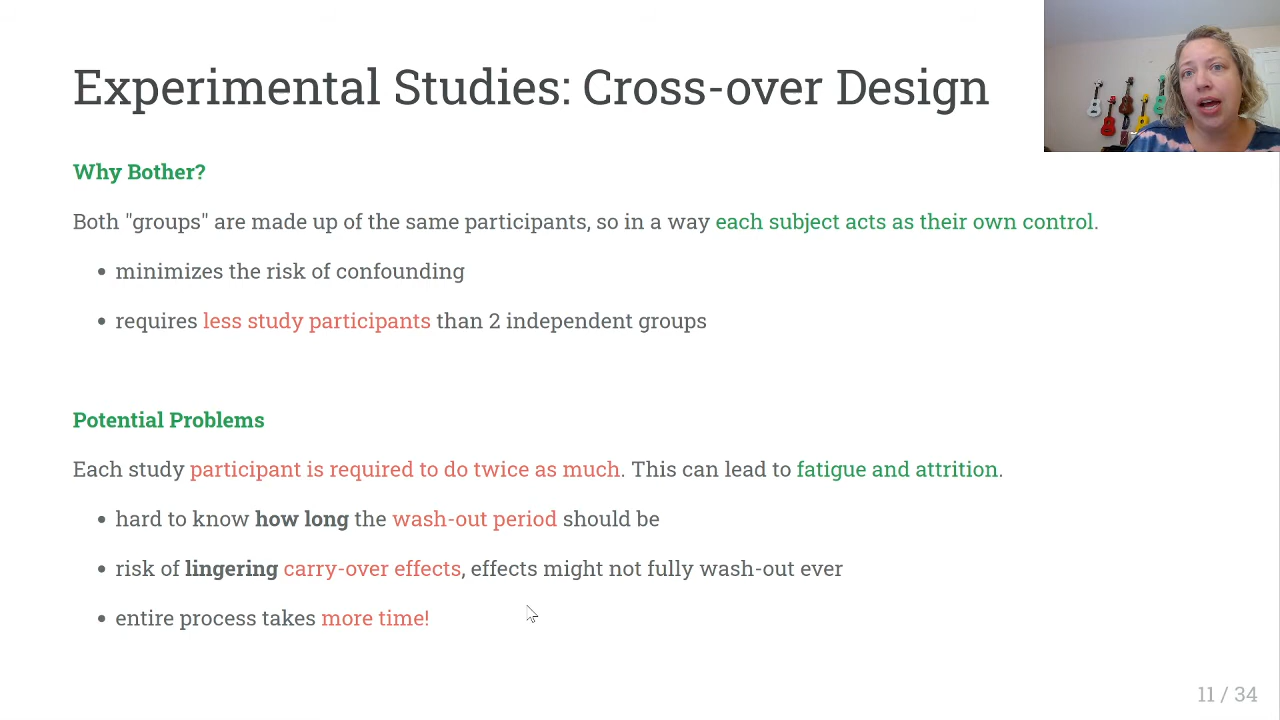 Experimental Studies: Cross-over Design
Why Bother?
Both "groups" are made up of the same participants, so in a way each subject acts as their own control.
• minimizes the risk of confounding
• requires less study participants than 2 independent groups
Potential Problems
Each study participant is required to do twice as much. This can lead to fatigue and attrition.
• hard to know how long the wash-out period should be
• risk of lingering carry-over effects, effects might not fully wash-out ever
• entire process takes more time!
11 / 34